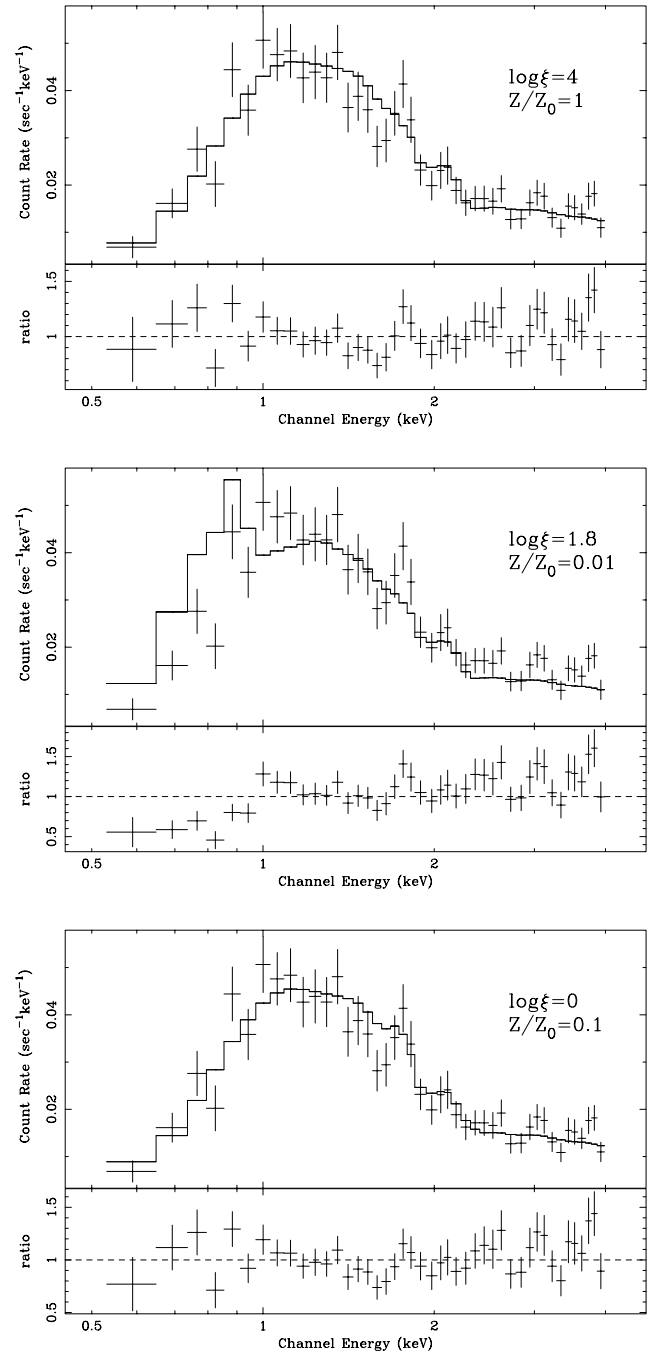 Count Rate (sec⁻¹keV⁻¹)
0.04
0.02
logξ=4
Z/Z₀=1
ratio
1.5
1
0.5
1
2
Channel Energy (keV)
Count Rate (sec⁻¹keV⁻¹)
0.04
0.02
logξ=1.8
Z/Z₀=0.01
ratio
1.5
1
0.5
0.5
1
2
Channel Energy (keV)
Count Rate (sec⁻¹keV⁻¹)
0.04
0.02
logξ=0
Z/Z₀=0.1
ratio
1.5
1
0.5
0.5
1
2
Channel Energy (keV)